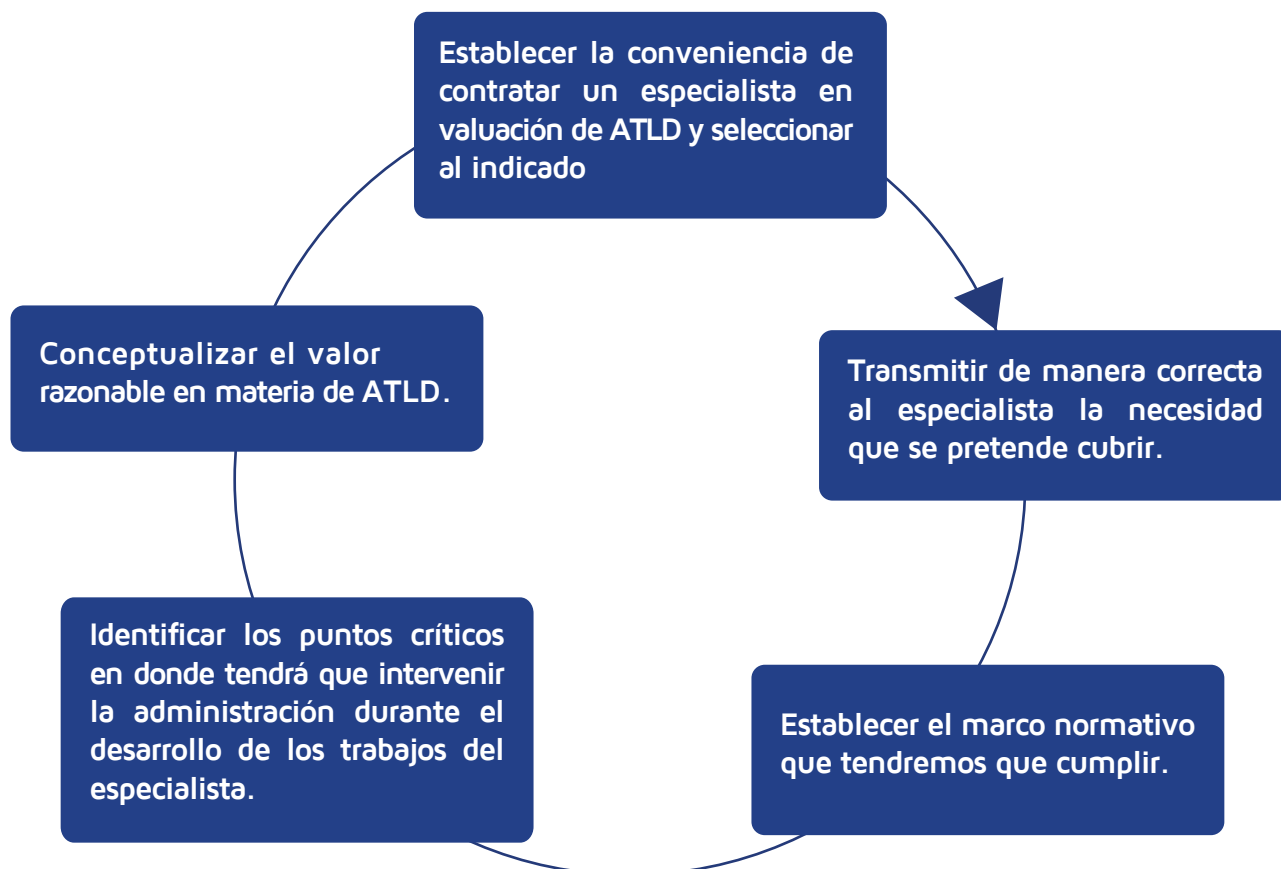 Establecer la conveniencia de
contratar un especialista en
valuación de ATLD y seleccionar
al indicado
Transmitir de manera correcta
al especialista la necesidad
que se pretende cubrir.
Establecer el marco normativo
que tendremos que cumplir.
Identificar los puntos críticos
en donde tendrá que intervenir
la administración durante el
desarrollo de los trabajos del
especialista.
Conceptualizar el valor
razonable en materia de ATLD.